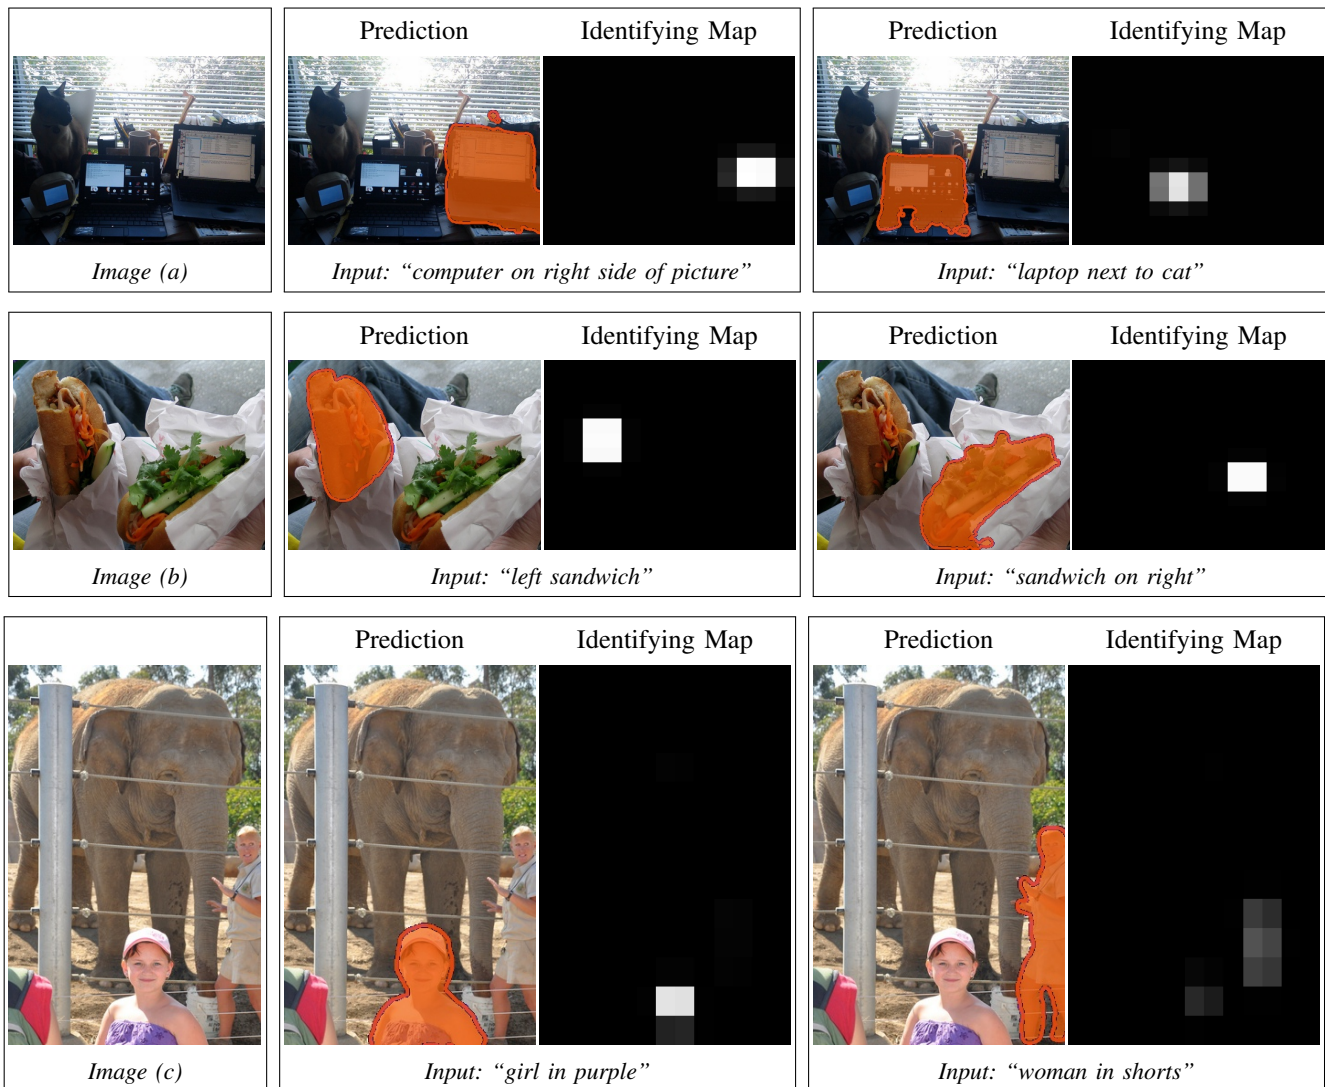 Prediction Identifying Map Prediction Identifying Map
Image (a) Input: “computer on right side of picture” Input: “laptop next to cat”
Prediction Identifying Map Prediction Identifying Map
Image (b) Input: “left sandwich” Input: “sandwich on right”
Prediction Identifying Map Prediction Identifying Map
Image (c) Input: “girl in purple” Input: “woman in shorts”